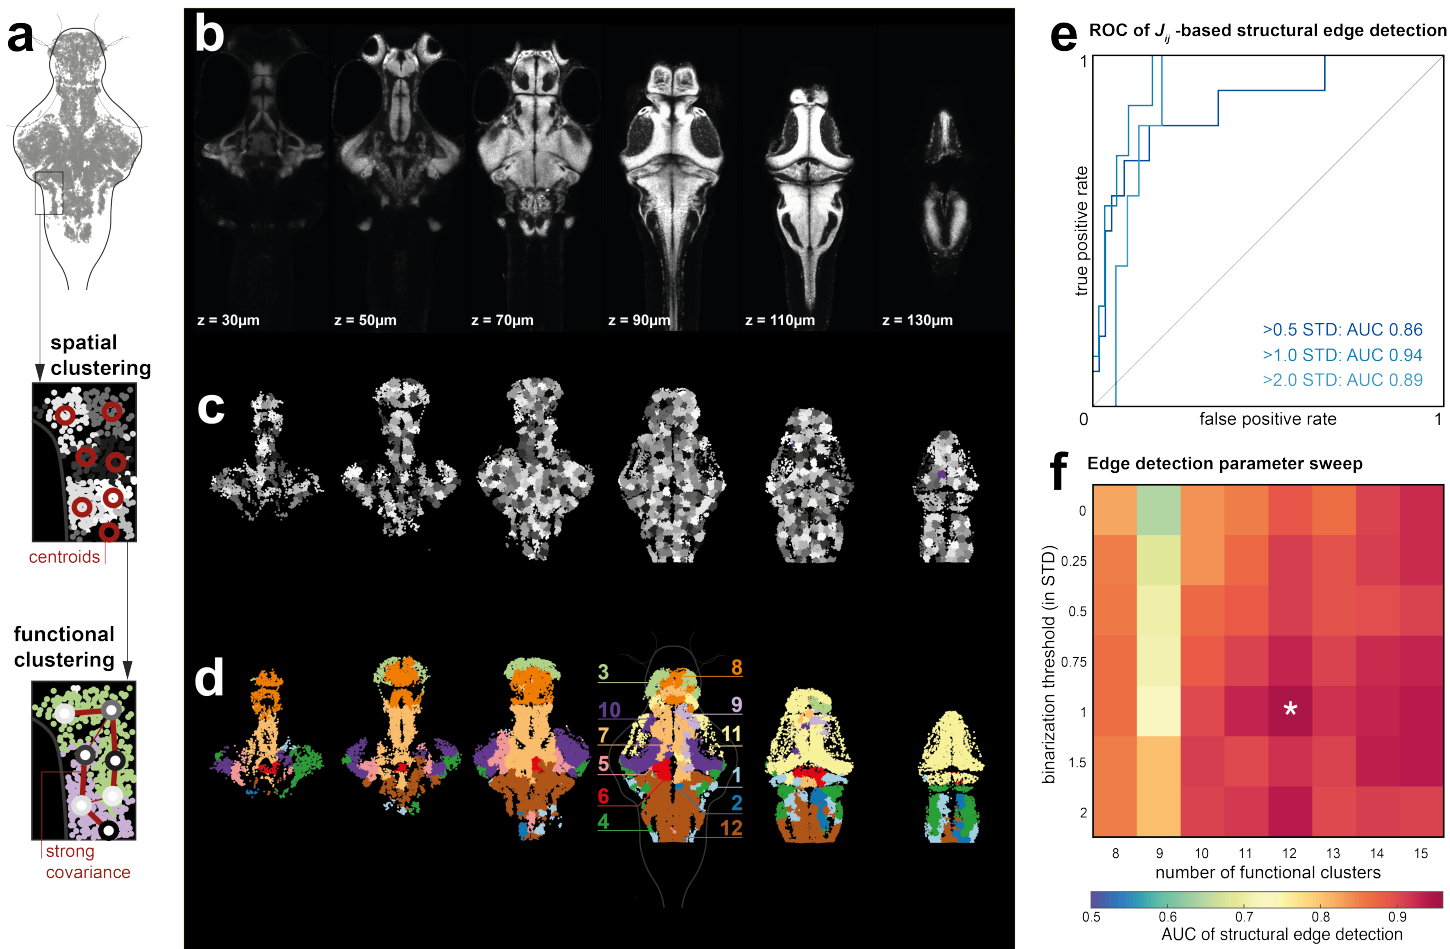 a
spatial
clustering
centroids
functional
clustering
strong
covariance
b
z = 30µm
z = 50µm
z = 70µm
z = 90µm
z = 110µm
z = 130µm
c
d
3
8
10
9
7
11
5
1
6
2
4
12
e
ROC of Jij -based structural edge detection
1
true positive rate
>0.5 STD: AUC 0.86
>1.0 STD: AUC 0.94
>2.0 STD: AUC 0.89
0
false positive rate
1
f
Edge detection parameter sweep
binarization threshold (in STD)
0
0.25
0.5
0.75
1
1.5
2
*
8 9 10 11 12 13 14 15
number of functional clusters
0.5 0.6 0.7 0.8 0.9
AUC of structural edge detection